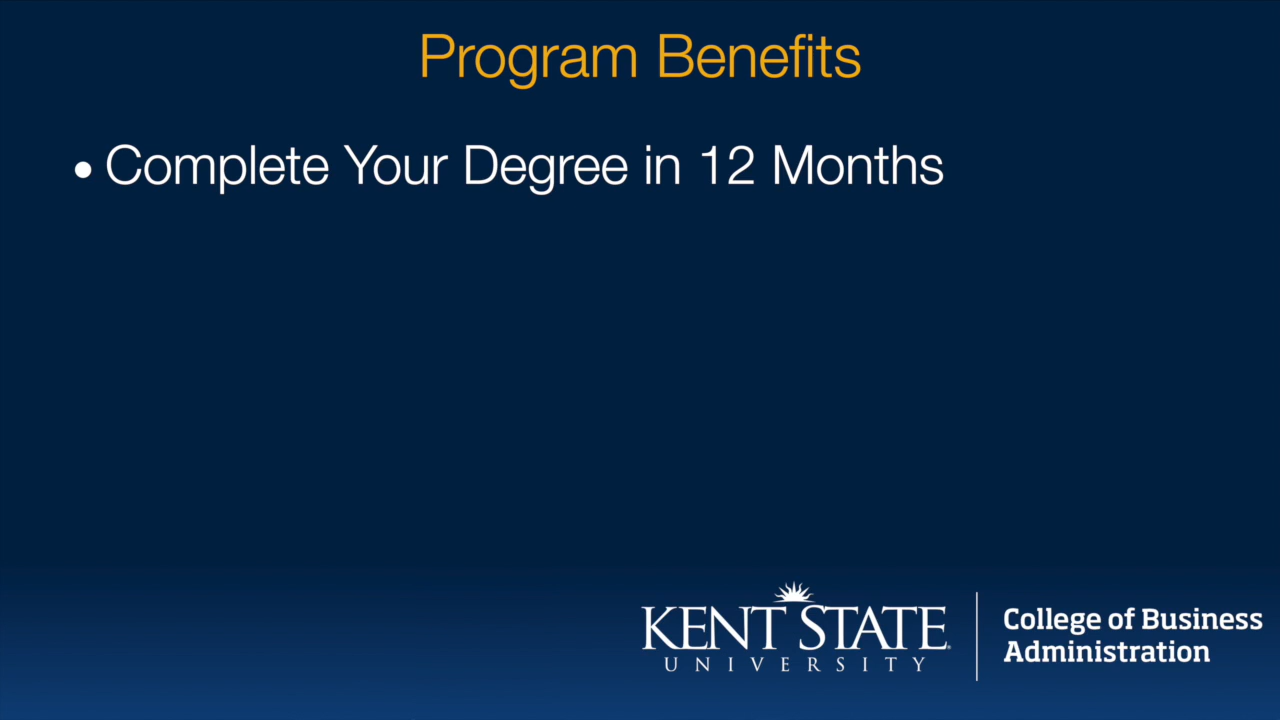 Program Benefits
• Complete Your Degree in 12 Months
KENT STATE
UNIVERSITY
College of Business
Administration